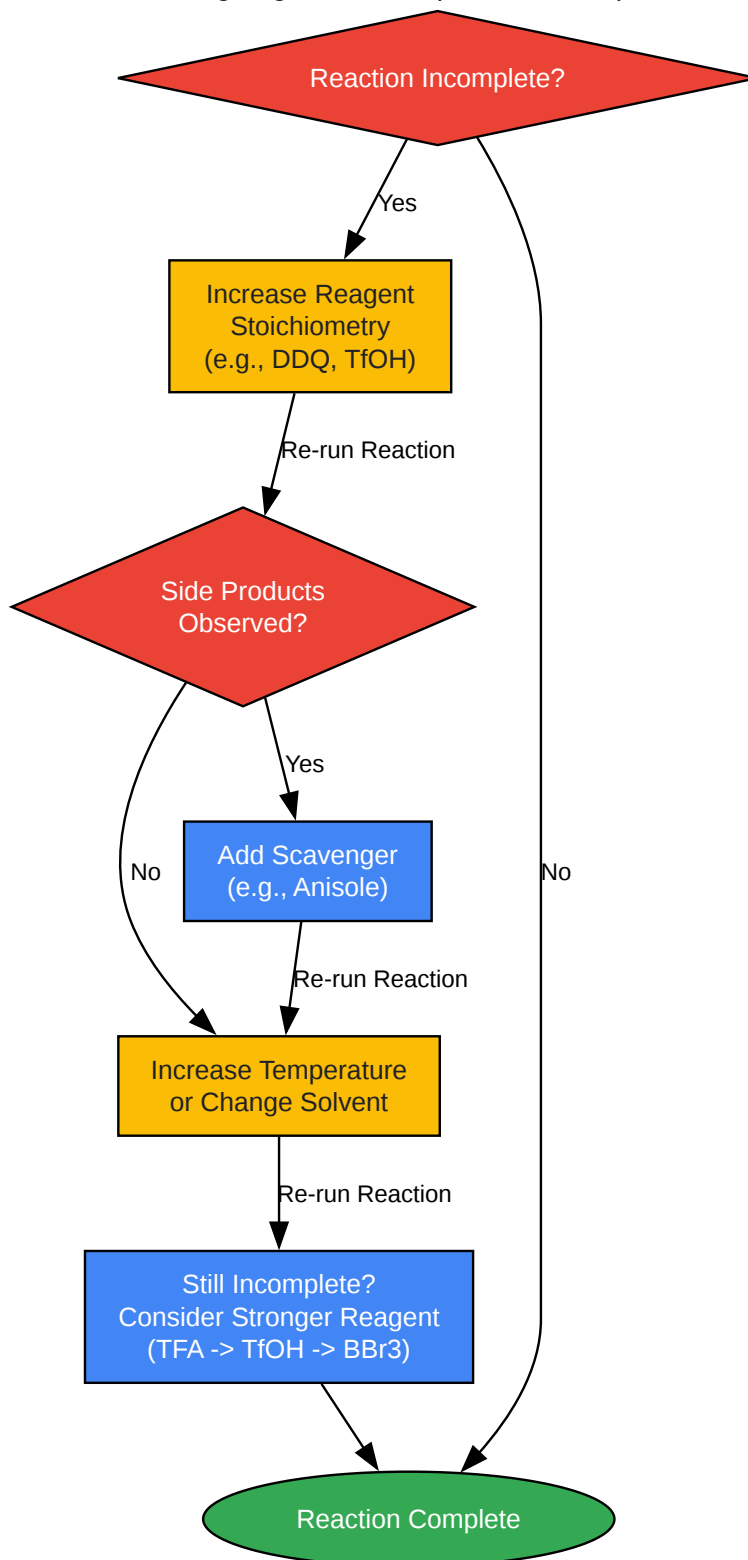 Reaction Incomplete?
Yes
Increase Reagent
Stoichiometry
(e.g., DDQ, TfOH)
Re-run Reaction
Side Products
Observed?
Yes
Add Scavenger
(e.g., Anisole)
No
No
Re-run Reaction
Increase Temperature
or Change Solvent
Re-run Reaction
Still Incomplete?
Consider Stronger Reagent
(TFA -> TfOH -> BBr3)
Reaction Complete